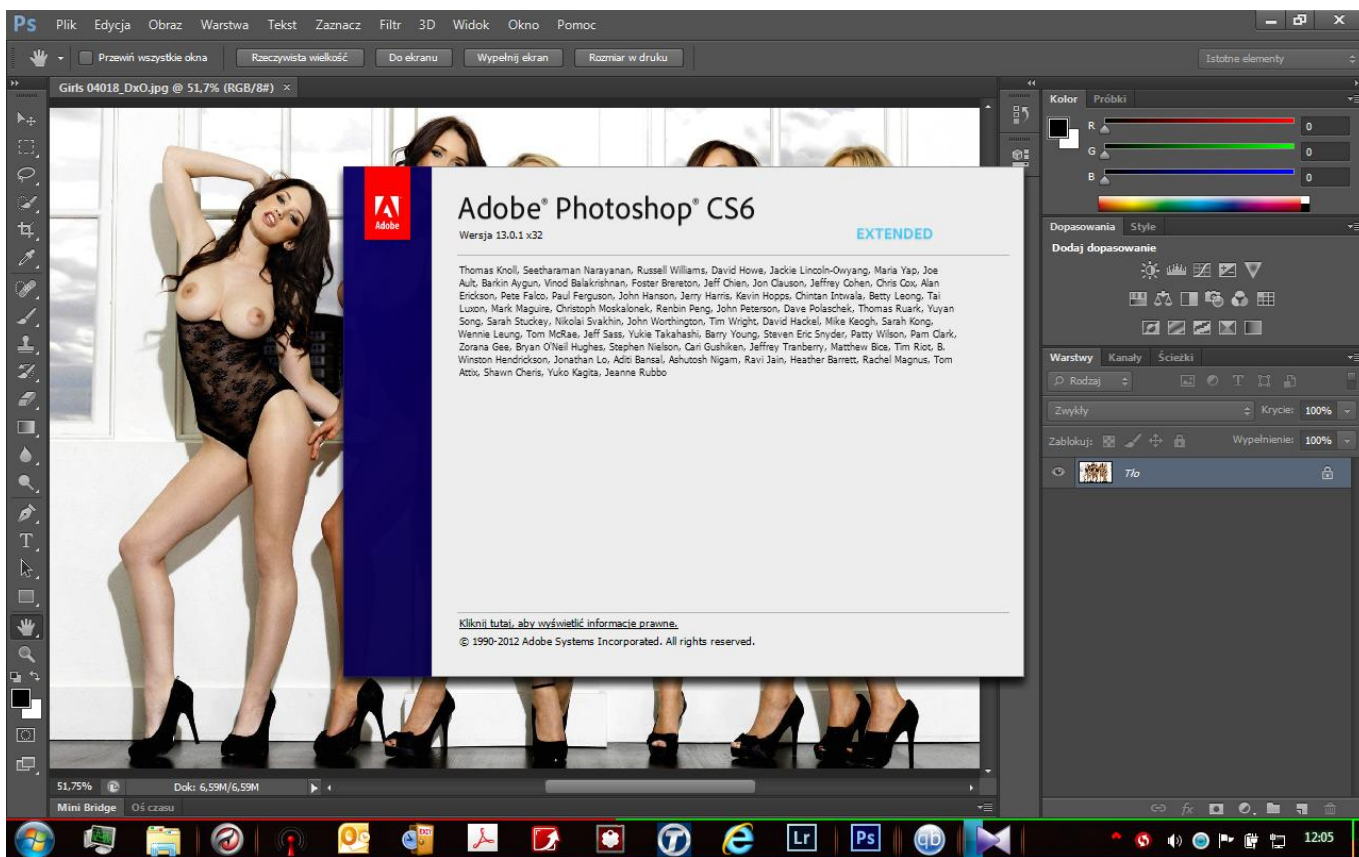 Ps Plik Edycja Obraz Warstwa Tekst Zaznacz Filtr 3D Widok Okno Pomoc
Przewiń wszystkie okna Rzeczywista wielkość Do ekranu Wypełnij ekran Rozmiar w druku Istotne elementy
Girls 04018_DxO.jpg @ 51,7% (RGB/8#) ×
Kolor Próbki
R 0
G 0
B 0
Adobe
Adobe® Photoshop® CS6
Wersja 13.0.1 x32
EXTENDED
Thomas Knoll, Seetharaman Narayanan, Russell Williams, David Howe, Jackie Lincoln-Owyang, Maria Yap, Joe
Ault, Barkin Aygun, Vinod Balakrishnan, Foster Brereton, Jeff Chien, Jon Clauson, Jeffrey Cohen, Chris Cox, Alan
Erickson, Pete Falco, Paul Ferguson, John Hanson, Jerry Harris, Kevin Hopps, Chintan Intwala, Betty Leong, Tai
Luxon, Mark Maguire, Christoph Moskalonek, Renbin Peng, John Peterson, Dave Polaschek, Thomas Ruark, Yuyan
Song, Sarah Stuckey, Nikolai Svakhin, John Worthington, Tim Wright, David Hackel, Mike Keogh, Sarah Kong,
Wennie Leung, Tom McRae, Jeff Sass, Yukie Takahashi, Barry Young, Steven Eric Snyder, Patty Wilson, Pam Clark,
Zorana Gee, Bryan O'Neil Hughes, Stephen Nielson, Cari Gushiken, Jeffrey Tranberry, Matthew Bice, Tim Riot, B.
Winston Hendrickson, Jonathan Lo, Aditi Bansal, Ashutosh Nigam, Ravi Jain, Heather Barrett, Rachel Magnus, Tom
Attix, Shawn Cheris, Yuko Kagita, Jeanne Rubbo
Kliknij tutaj, aby wyświetlić informacje prawne.
© 1990-2012 Adobe Systems Incorporated. All rights reserved.
Dopasowania Style
Dodaj dopasowanie
Warstwy Kanały Ścieżki
Rodzaj
Zwykły Krycie: 100%
Zablokuj: Wypełnienie: 100%
Tło
51,75% Dok: 6,59M/6,59M
Mini Bridge Oś czasu
fx
Lr Ps qb 12:05